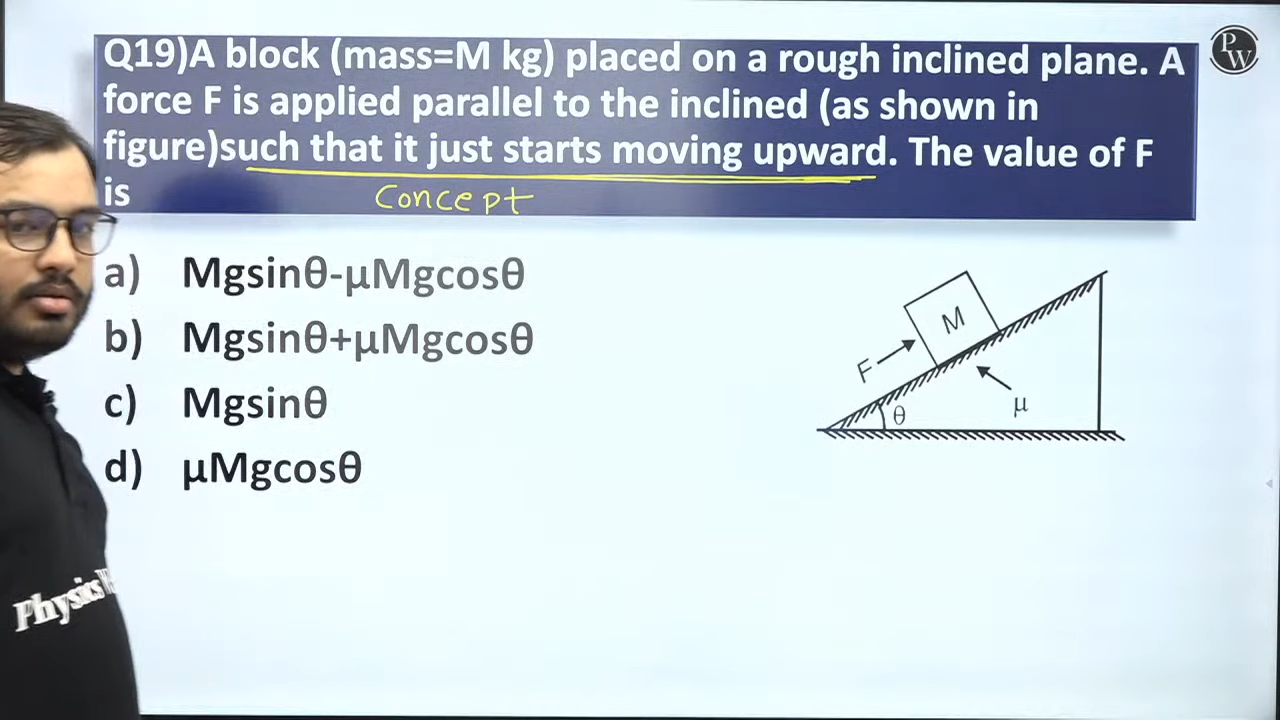 Q19)A block (mass=M kg) placed on a rough inclined plane. A
force F is applied parallel to the inclined (as shown in
figure)such that it just starts moving upward. The value of F
is
Concept
a) Mgsinθ-μMgcosθ
b) Mgsinθ+μMgcosθ
c) Mgsinθ
d) μMgcosθ
M
F
θ
μ
PW
Physics W